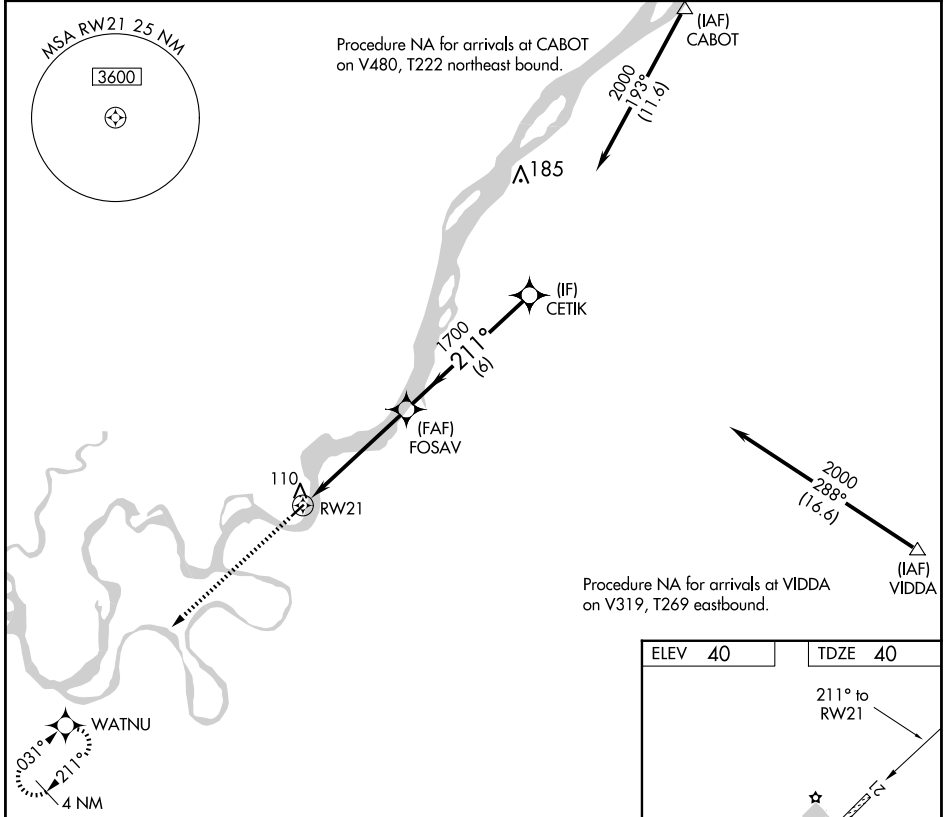 MSA RW21 25 NM
3600
Procedure NA for arrivals at CABOT
on V480, T222 northeast bound.
(IAF)
CABOT
2000
193°
(11.6)
185
(IF)
CETIK
1700
211°
(6)
(FAF)
FOSAV
110
RW21
2000
288°
(16.6)
(IAF)
VIDDA
Procedure NA for arrivals at VIDDA
on V319, T269 eastbound.
WATNU
031°
211°
4 NM
ELEV 40
TDZE 40
211° to
RW21
21